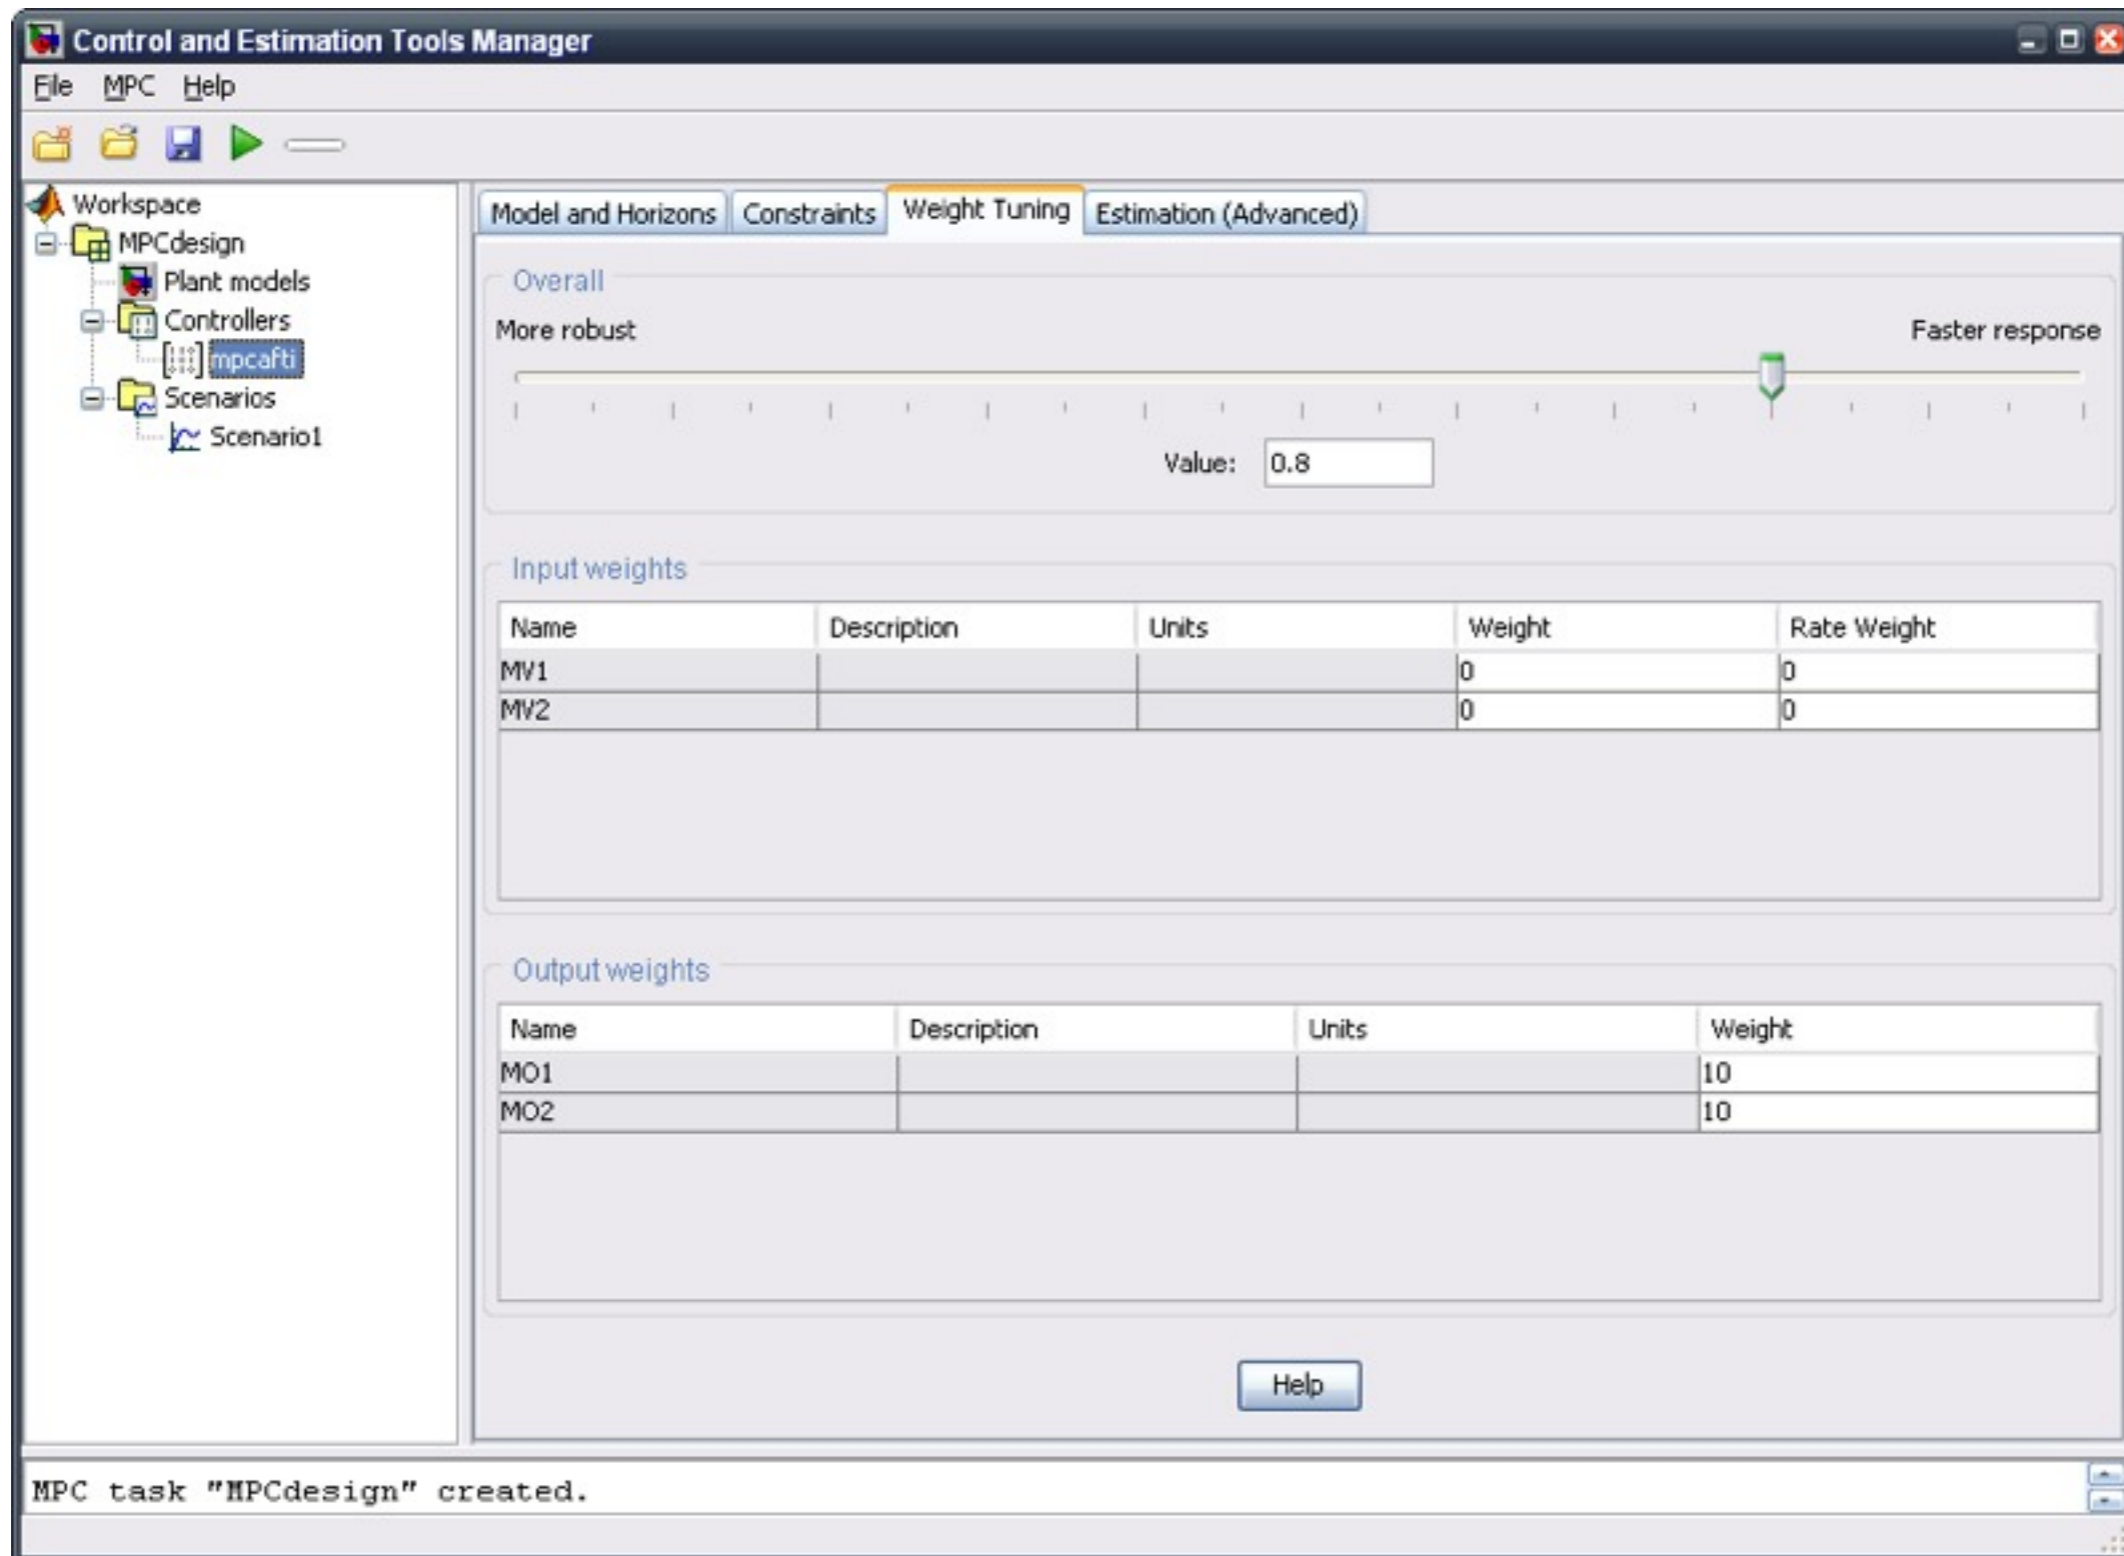 Control and Estimation Tools Manager
File MPC Help
Workspace
MPCdesign
Plant models
Controllers
mpcafti
Scenarios
Scenario1
Model and Horizons Constraints Weight Tuning Estimation (Advanced)
Overall
More robust Faster response
Value: 0.8
Input weights
Name Description Units Weight Rate Weight
MV1 0 0
MV2 0 0
Output weights
Name Description Units Weight
MO1 10
MO2 10
Help
MPC task "MPCdesign" created.